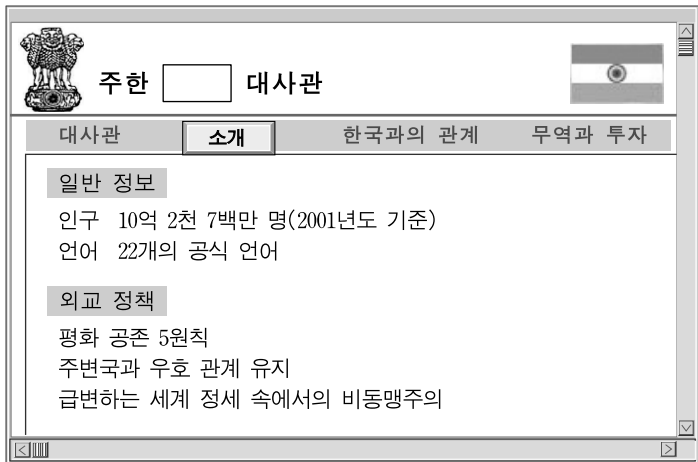 주한 대사관
대사관 소개 한국과의 관계 무역과 투자
일반 정보
인구 10억 2천 7백만 명(2001년도 기준)
언어 22개의 공식 언어
외교 정책
평화 공존 5원칙
주변국과 우호 관계 유지
급변하는 세계 정세 속에서의 비동맹주의